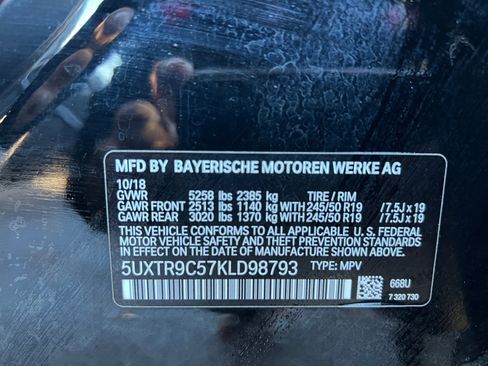 MFD BY BAYERISCHE MOTOREN WERKE AG
10/18
GVWR 5258 lbs 2385 kg TIRE / RIM
GAWR FRONT 2513 lbs 1140 kg 245/50 R19 /7.5J x 19
GAWR REAR 3020 lbs 1370 kg 245/50 R19 /7.5J x 19
THIS VEHICLE CONFORMS TO ALL APPLICABLE U.S. FEDERAL
MOTOR VEHICLE SAFETY, BUMPER AND THEFT PREVENTION STANDARDS
IN EFFECT ON THE DATE OF MANUFACTURE SHOWN ABOVE.
5UXTR9C57KLD98793 TYPE: MPV
668U
7 320 730